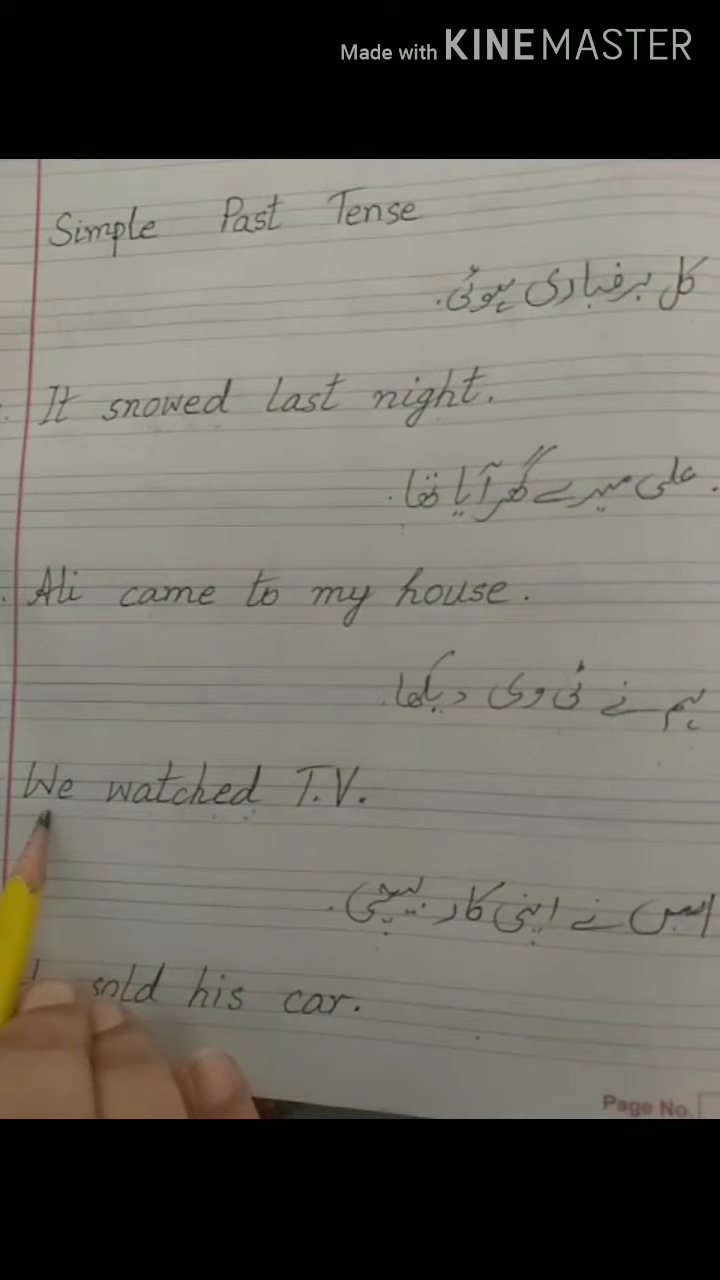 Made with KINEMASTER
Simple Past Tense
کل برفباری ہوئی.
It snowed last night.
علی میرے گھر آیا تھا.
Ali came to my house.
ہم نے ٹی وی دیکھا.
We watched T.V.
اس نے اپنی کار بیچی.
sold his car.
Page No.